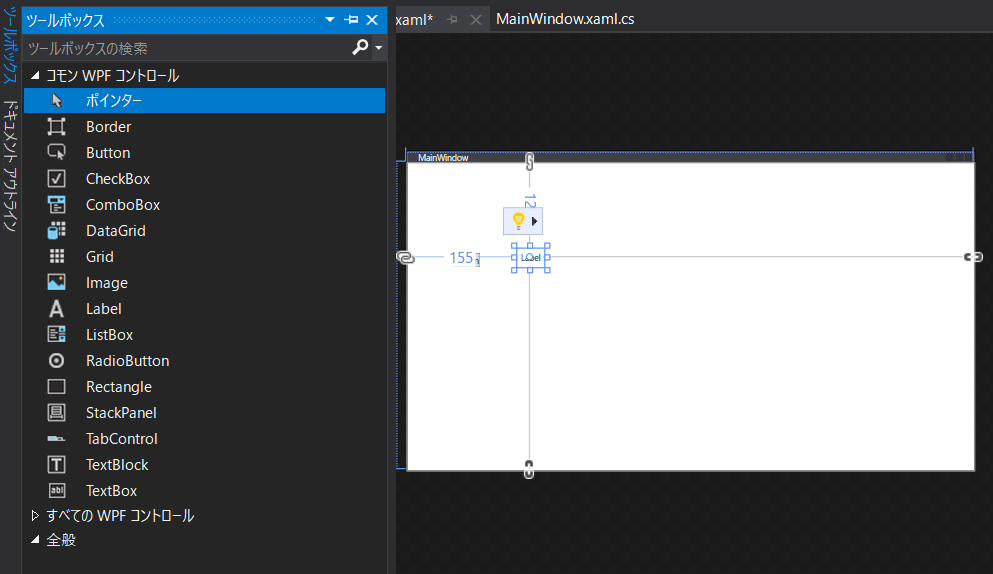 ツールボックス
ドキュメント アウトライン
ツールボックス
ツールボックスの検索
コモン WPF コントロール
ポインター
Border
Button
CheckBox
ComboBox
DataGrid
Grid
Image
Label
ListBox
RadioButton
Rectangle
StackPanel
TabControl
TextBlock
TextBox
すべての WPF コントロール
全般
xaml*
MainWindow.xaml.cs
MainWindow
12
155
Label